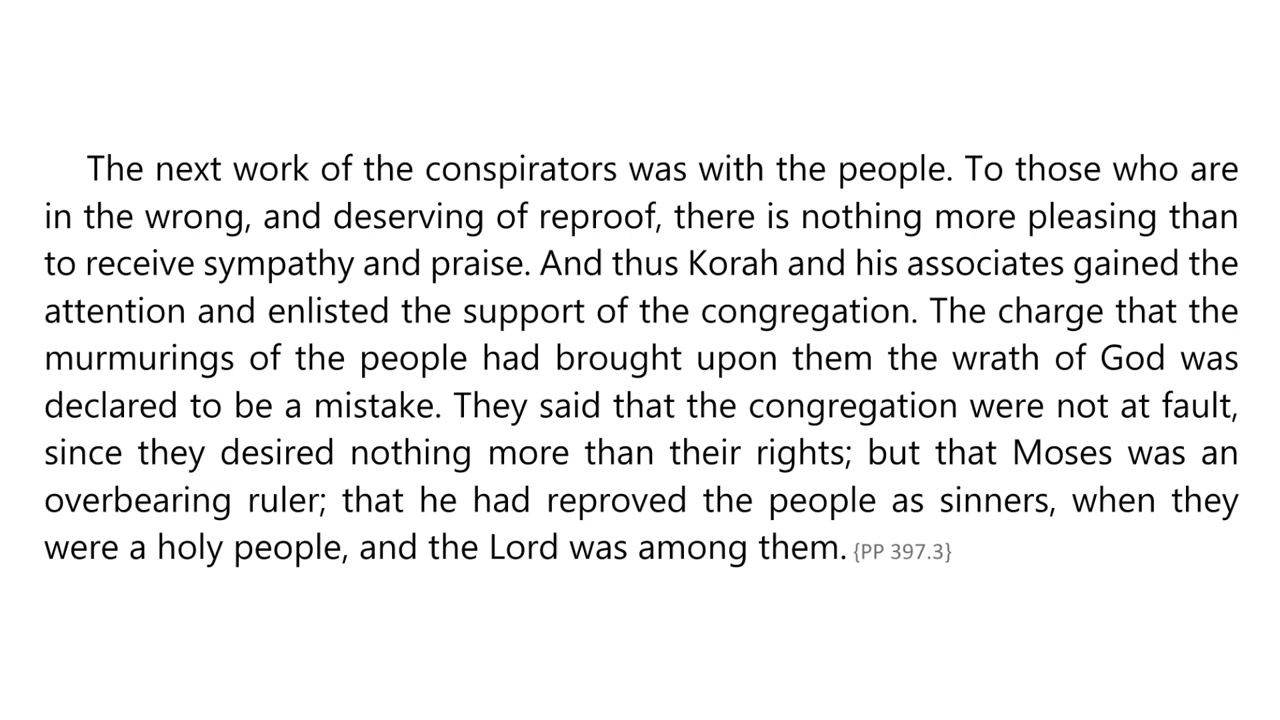 The next work of the conspirators was with the people. To those who are
in the wrong, and deserving of reproof, there is nothing more pleasing than
to receive sympathy and praise. And thus Korah and his associates gained the
attention and enlisted the support of the congregation. The charge that the
murmurings of the people had brought upon them the wrath of God was
declared to be a mistake. They said that the congregation were not at fault,
since they desired nothing more than their rights; but that Moses was an
overbearing ruler; that he had reproved the people as sinners, when they
were a holy people, and the Lord was among them. {PP 397.3}